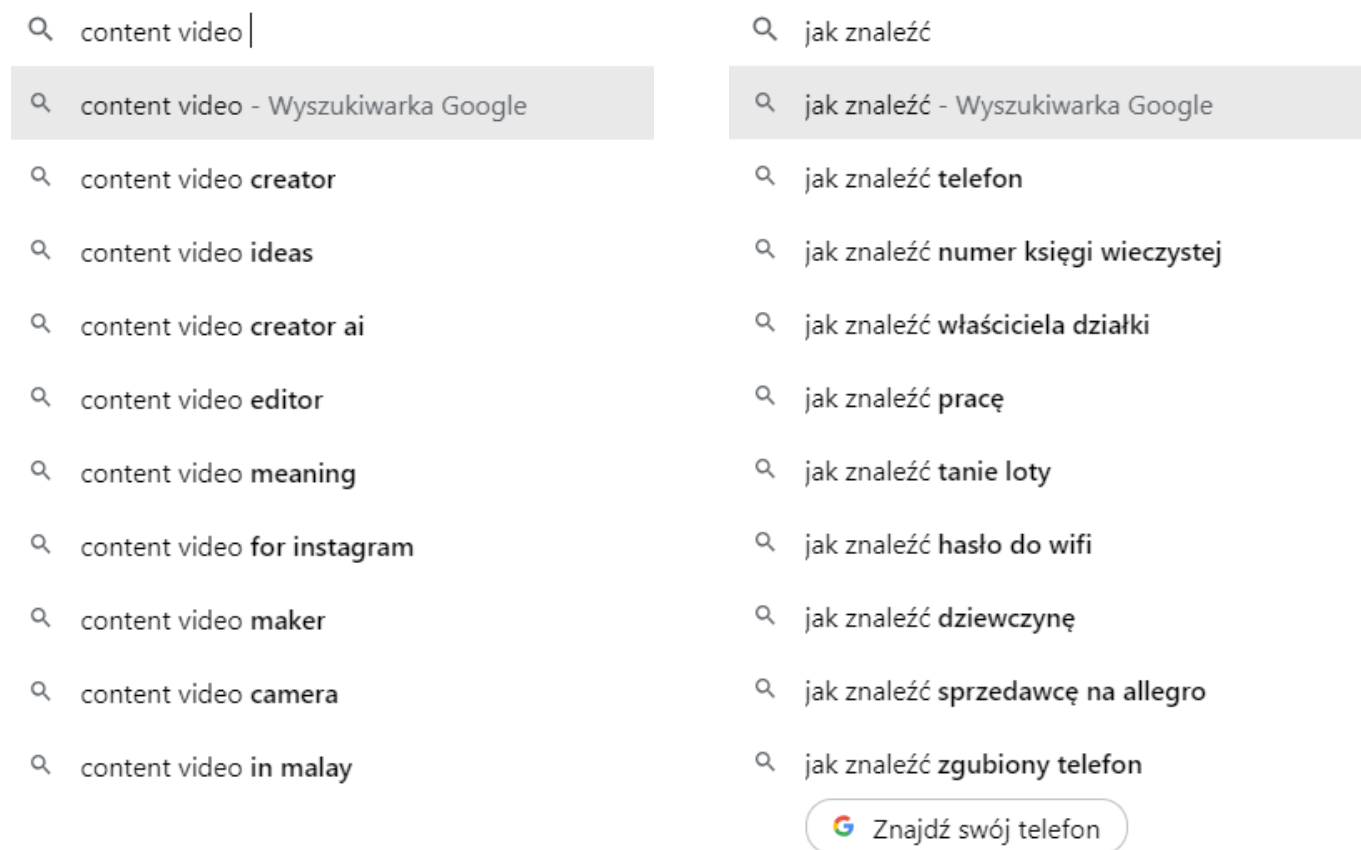 content video
content video - Wyszukiwarka Google
content video creator
content video ideas
content video creator ai
content video editor
content video meaning
content video for instagram
content video maker
content video camera
content video in malay
jak znaleźć
jak znaleźć - Wyszukiwarka Google
jak znaleźć telefon
jak znaleźć numer księgi wieczystej
jak znaleźć właściciela działki
jak znaleźć pracę
jak znaleźć tanie loty
jak znaleźć hasło do wifi
jak znaleźć dziewczynę
jak znaleźć sprzedawcę na allegro
jak znaleźć zgubiony telefon
Znajdź swój telefon